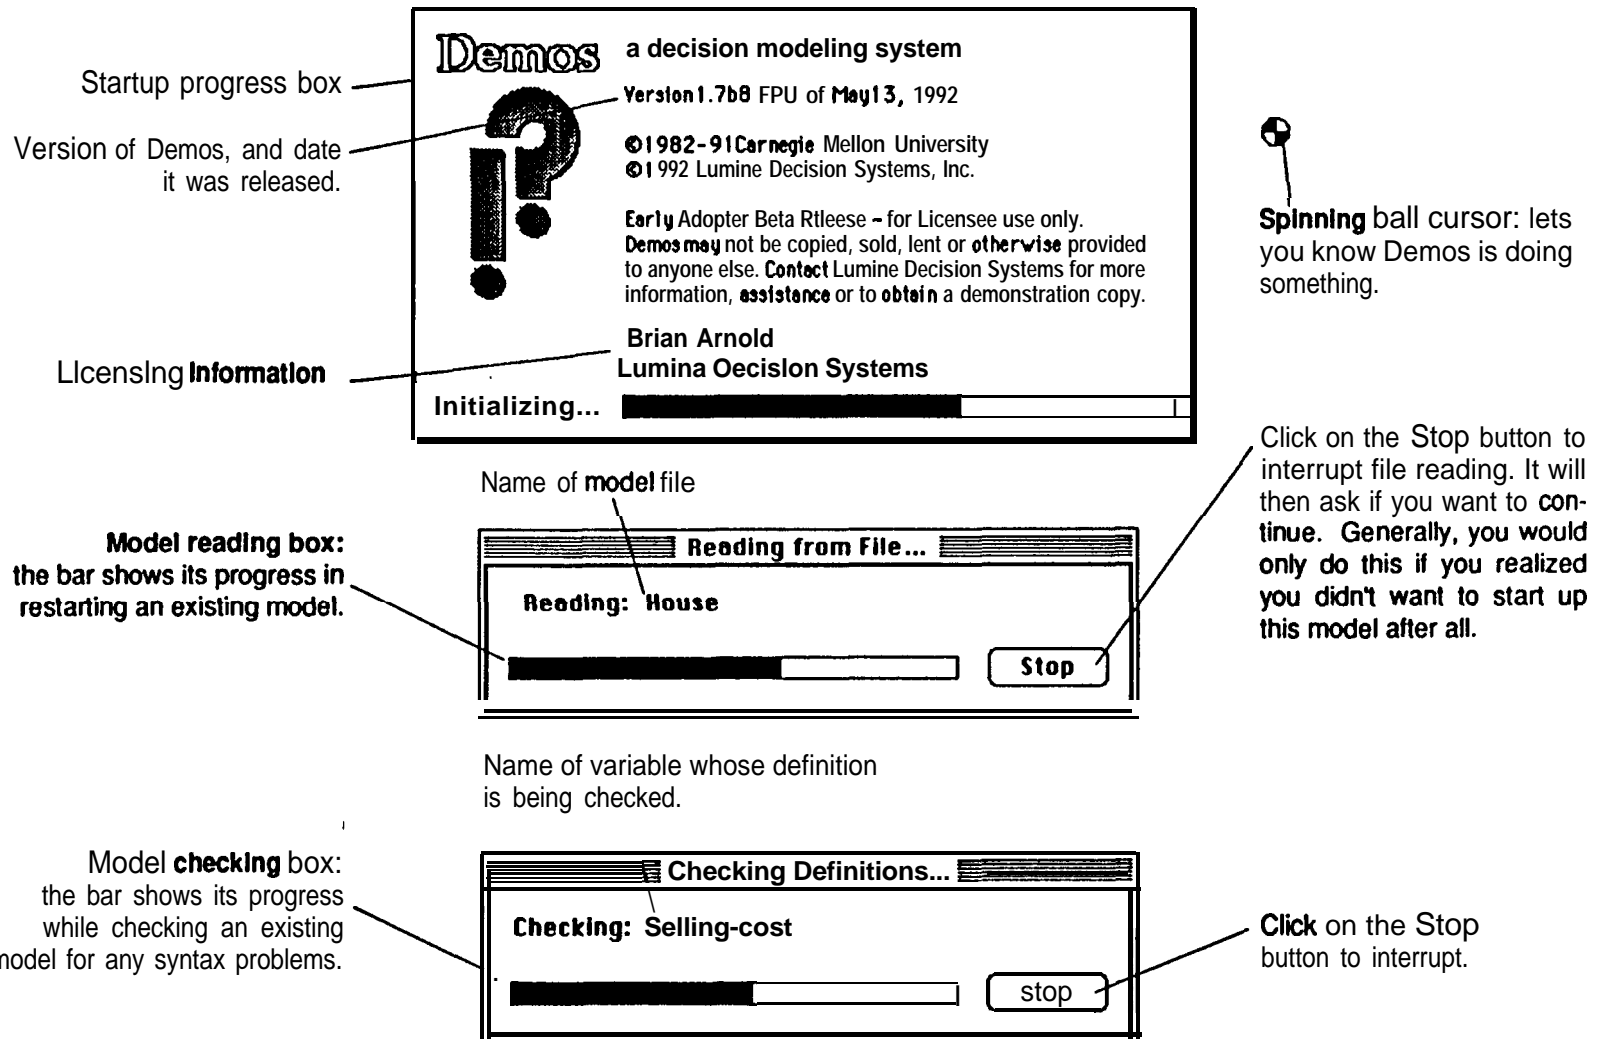 Demos a decision modeling system
Startup progress box
Version 1.7b8 FPU of May 13, 1992
Version of Demos, and date
it was released.
©1982-91 Carnegie Mellon University
©1992 Lumine Decision Systems, Inc.
Early Adopter Beta Rtleese - for Licensee use only.
Demos may not be copied, sold, lent or otherwise provided
to anyone else. Contact Lumine Decision Systems for more
information, assistance or to obtain a demonstration copy.
Spinning ball cursor: lets
you know Demos is doing
something.
Brian Arnold
Lumina Oecislon Systems
LIcensIng Information
Initializing...
Name of model file
Click on the Stop button to
interrupt file reading. It will
then ask if you want to con-
tinue. Generally, you would
only do this if you realized
you didn't want to start up
this model after all.
Model reading box:
the bar shows its progress in
restarting an existing model.
Reading from File...
Reading: House
Stop
Name of variable whose definition
is being checked.
Model checking box:
the bar shows its progress
while checking an existing
model for any syntax problems.
Checking Definitions...
Checking: Selling-cost
stop
Click on the Stop
button to interrupt.